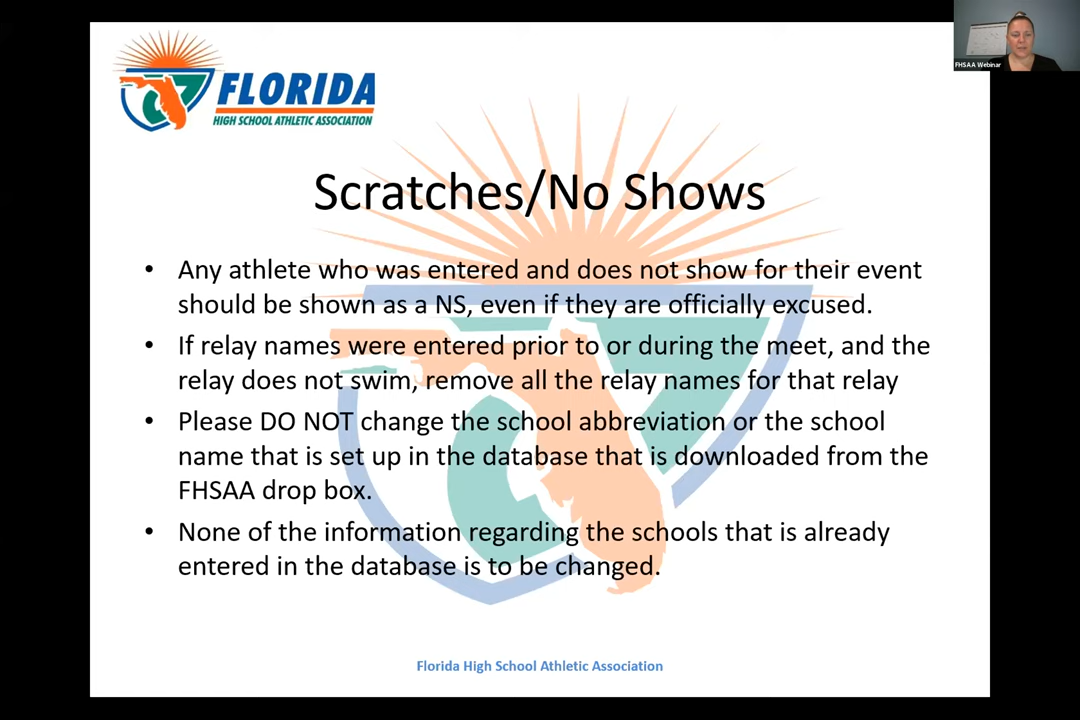 FHSAA Webinar
FLORIDA
HIGH SCHOOL ATHLETIC ASSOCIATION
Scratches/No Shows
• Any athlete who was entered and does not show for their event
should be shown as a NS, even if they are officially excused.
• If relay names were entered prior to or during the meet, and the
relay does not swim, remove all the relay names for that relay
• Please DO NOT change the school abbreviation or the school
name that is set up in the database that is downloaded from the
FHSAA drop box.
• None of the information regarding the schools that is already
entered in the database is to be changed.
Florida High School Athletic Association